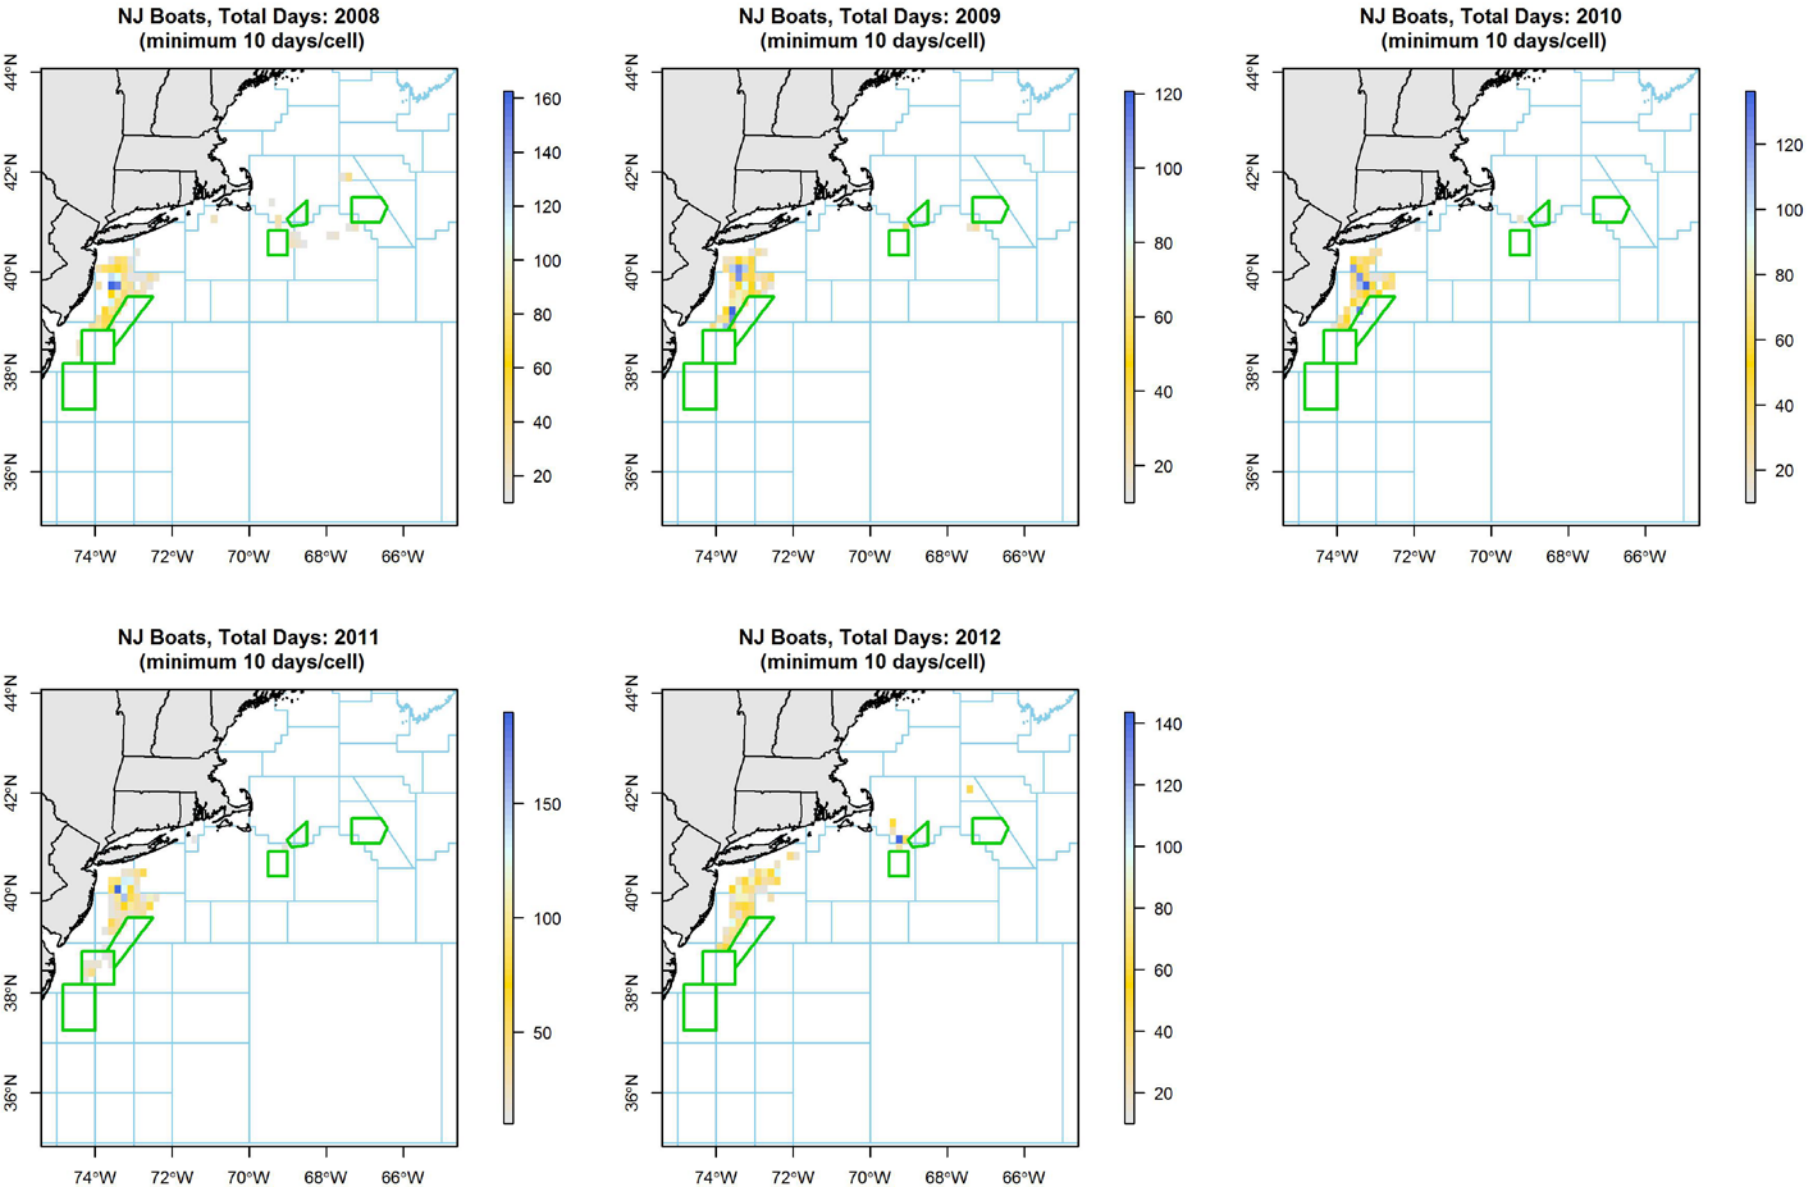 NJ Boats, Total Days: 2008
(minimum 10 days/cell)
44°N
42°N
40°N
38°N
36°N
74°W 72°W 70°W 68°W 66°W
160
140
120
100
80
60
40
20
NJ Boats, Total Days: 2009
(minimum 10 days/cell)
44°N
42°N
40°N
38°N
36°N
74°W 72°W 70°W 68°W 66°W
120
100
80
60
40
20
NJ Boats, Total Days: 2010
(minimum 10 days/cell)
44°N
42°N
40°N
38°N
36°N
74°W 72°W 70°W 68°W 66°W
120
100
80
60
40
20
NJ Boats, Total Days: 2011
(minimum 10 days/cell)
44°N
42°N
40°N
38°N
36°N
74°W 72°W 70°W 68°W 66°W
150
100
50
NJ Boats, Total Days: 2012
(minimum 10 days/cell)
44°N
42°N
40°N
38°N
36°N
74°W 72°W 70°W 68°W 66°W
140
120
100
80
60
40
20